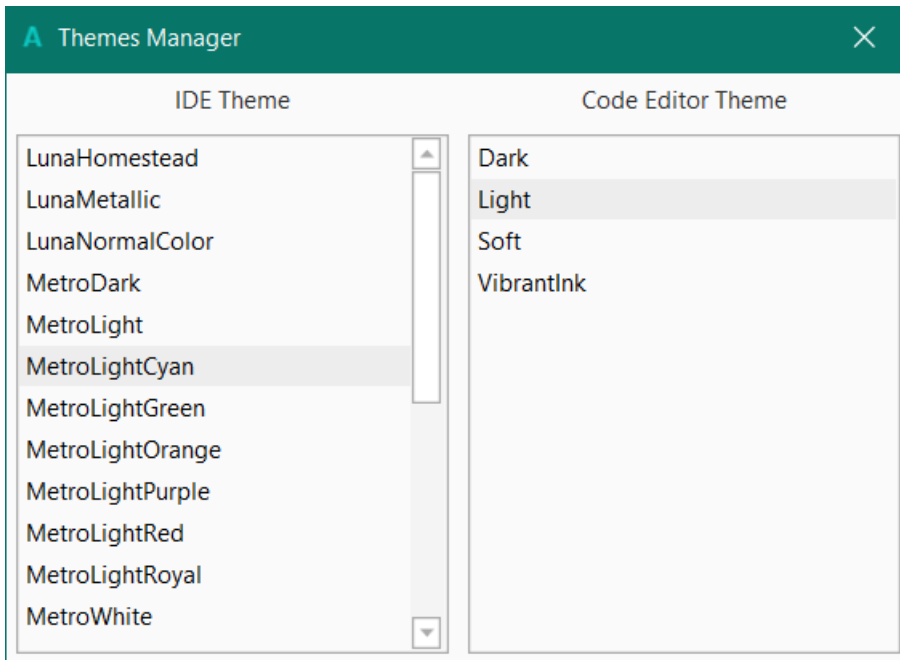 A Themes Manager
IDE Theme
LunaHomestead
LunaMetallic
LunaNormalColor
MetroDark
MetroLight
MetroLightCyan
MetroLightGreen
MetroLightOrange
MetroLightPurple
MetroLightRed
MetroLightRoyal
MetroWhite
Code Editor Theme
Dark
Light
Soft
VibrantInk